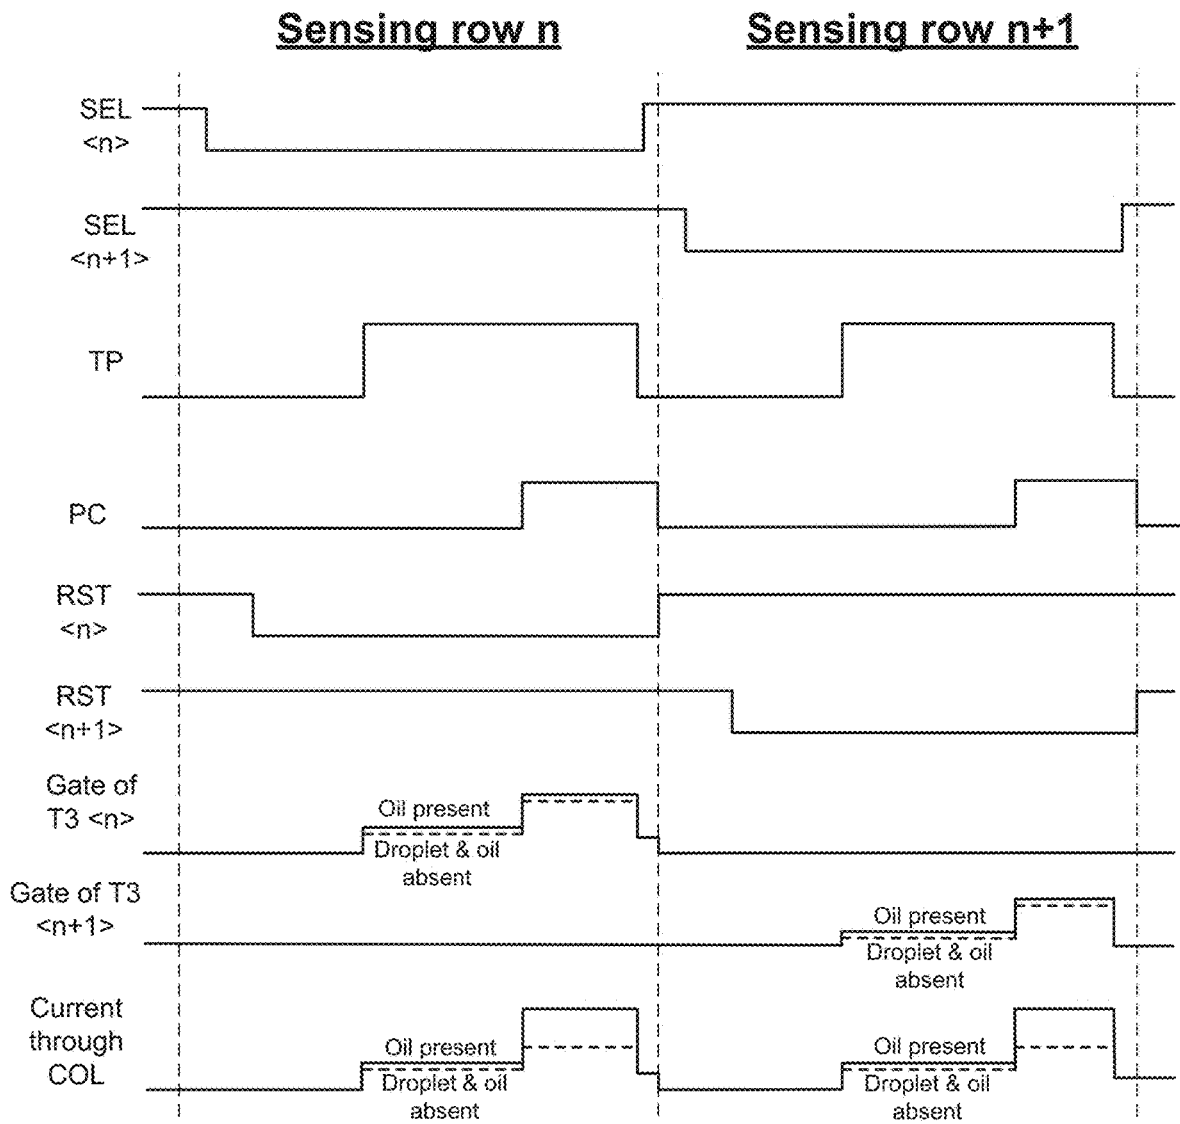 Sensing row n
Sensing row n+1
SEL
<n>
SEL
<n+1>
TP
PC
RST
<n>
RST
<n+1>
Gate of
T3 <n>
Oil present
Droplet & oil
absent
Gate of T3
<n+1>
Oil present
Droplet & oil
absent
Current
through
COL
Oil present
Droplet & oil
absent
Oil present
Droplet & oil
absent